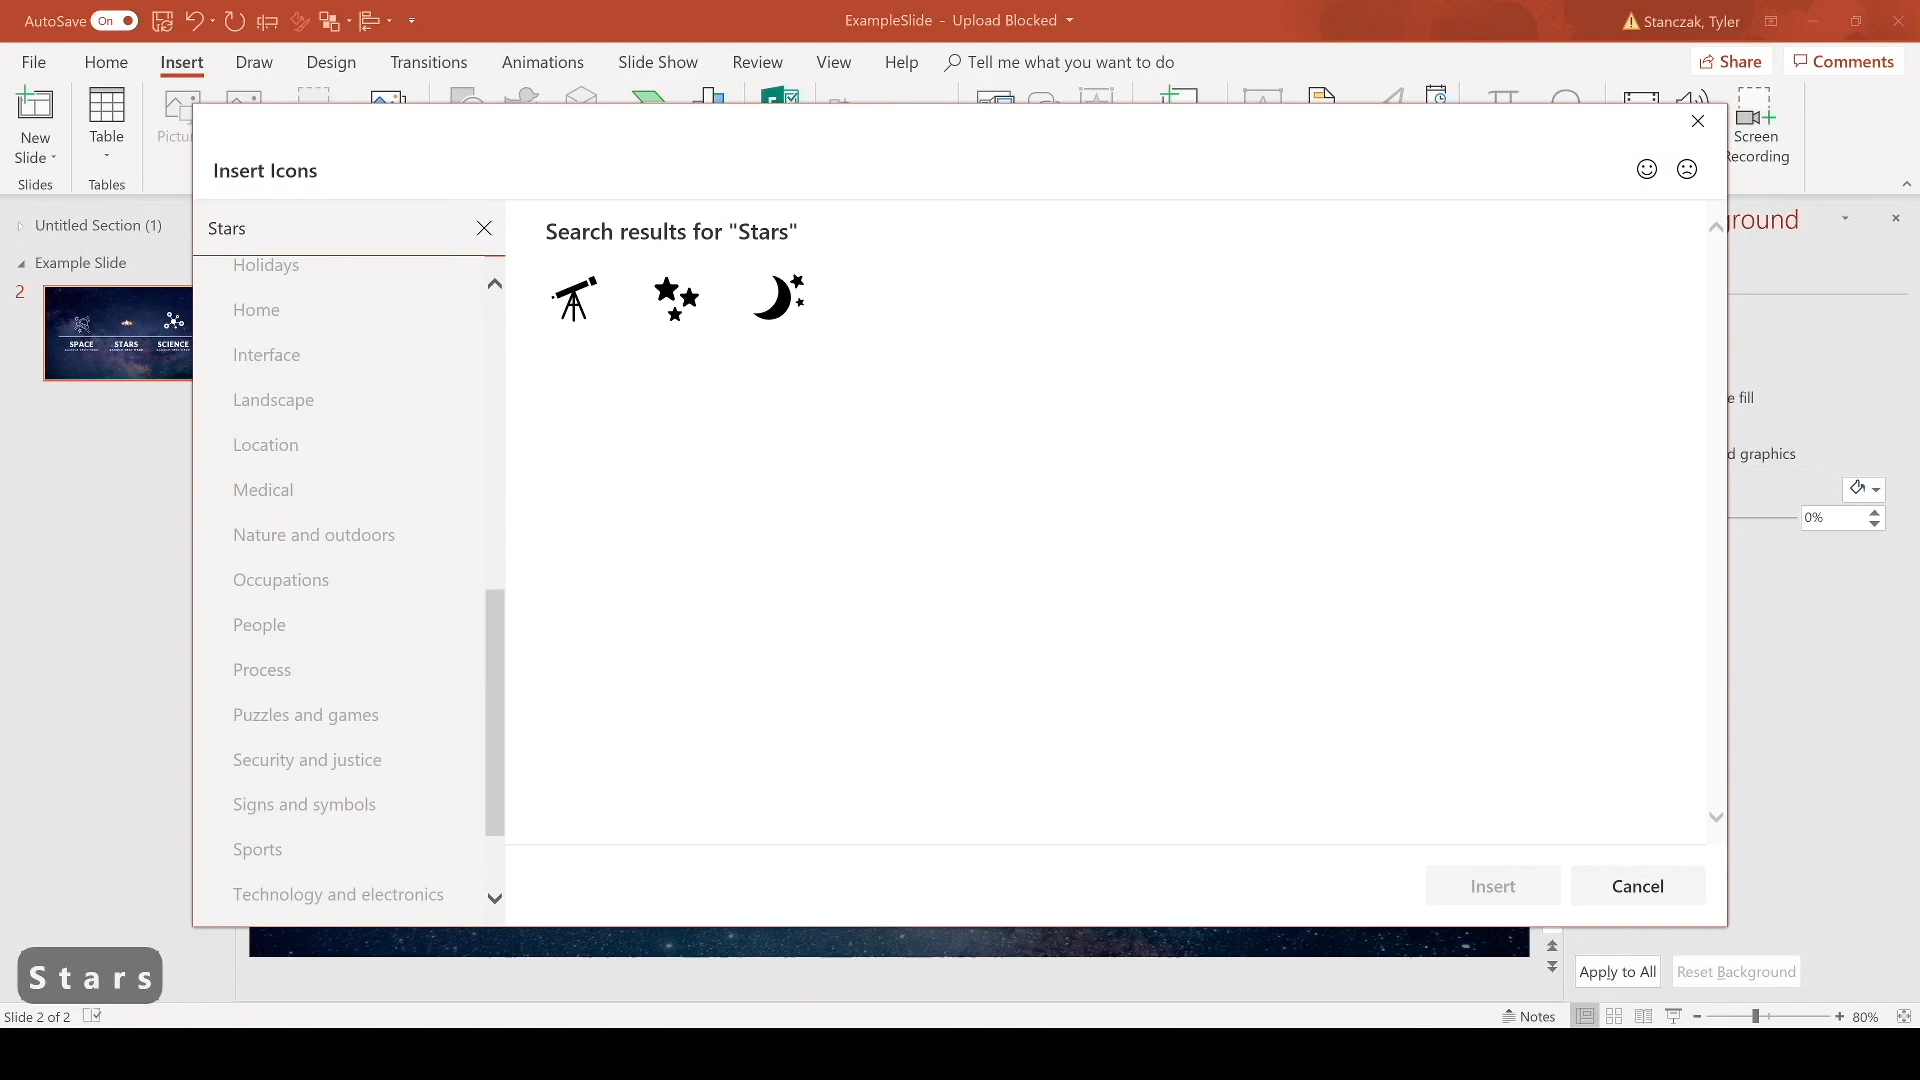 AutoSave On
ExampleSlide - Upload Blocked
Stanczak, Tyler
File Home Insert Draw Design Transitions Animations Slide Show Review View Help Tell me what you want to do
Share Comments
New
Slide
Table
Screen
Recording
Slides
Tables
Insert Icons
Stars
Search results for "Stars"
Untitled Section (1)
Example Slide
2
SPACE STARS SCIENCE
Holidays
Home
Interface
Landscape
Location
Medical
Nature and outdoors
Occupations
People
Process
Puzzles and games
Security and justice
Signs and symbols
Sports
Technology and electronics
round
e fill
d graphics
0%
Insert
Cancel
Stars
Apply to All
Reset Background
Slide 2 of 2
Notes
80%